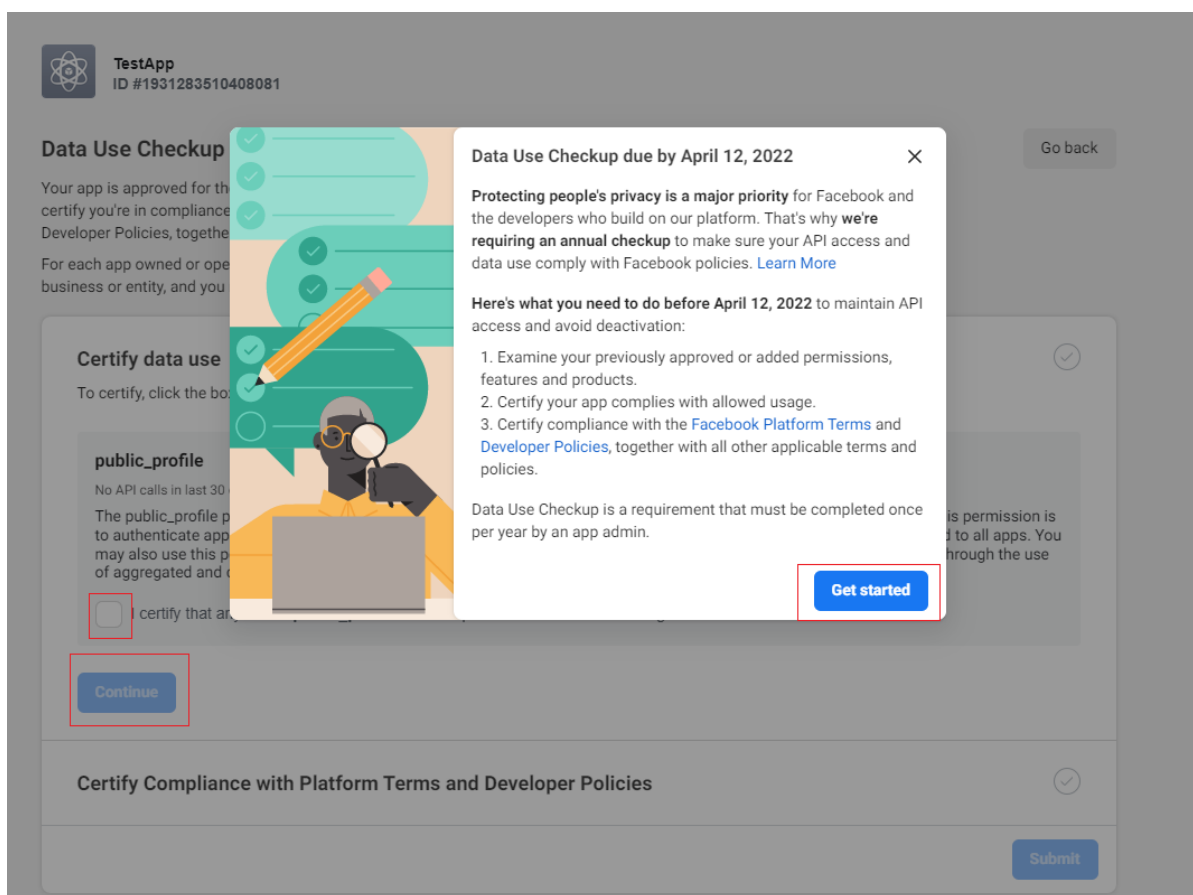 TestApp
ID #1931283510408081
Data Use Checkup
Go back
Your app is approved for th
certify you're in compliance
Developer Policies, togethe
For each app owned or ope
business or entity, and you
Data Use Checkup due by April 12, 2022
Protecting people's privacy is a major priority for Facebook and
the developers who build on our platform. That's why we're
requiring an annual checkup to make sure your API access and
data use comply with Facebook policies. Learn More
Here's what you need to do before April 12, 2022 to maintain API
access and avoid deactivation:
1. Examine your previously approved or added permissions,
features and products.
2. Certify your app complies with allowed usage.
3. Certify compliance with the Facebook Platform Terms and
Developer Policies, together with all other applicable terms and
policies.
Data Use Checkup is a requirement that must be completed once
per year by an app admin.
Get started
Certify data use
To certify, click the bo
public_profile
No API calls in last 30
The public_profile p
is permission is
to authenticate app
d to all apps. You
may also use this p
hrough the use
of aggregated and
I certify that an
Continue
Certify Compliance with Platform Terms and Developer Policies
Submit